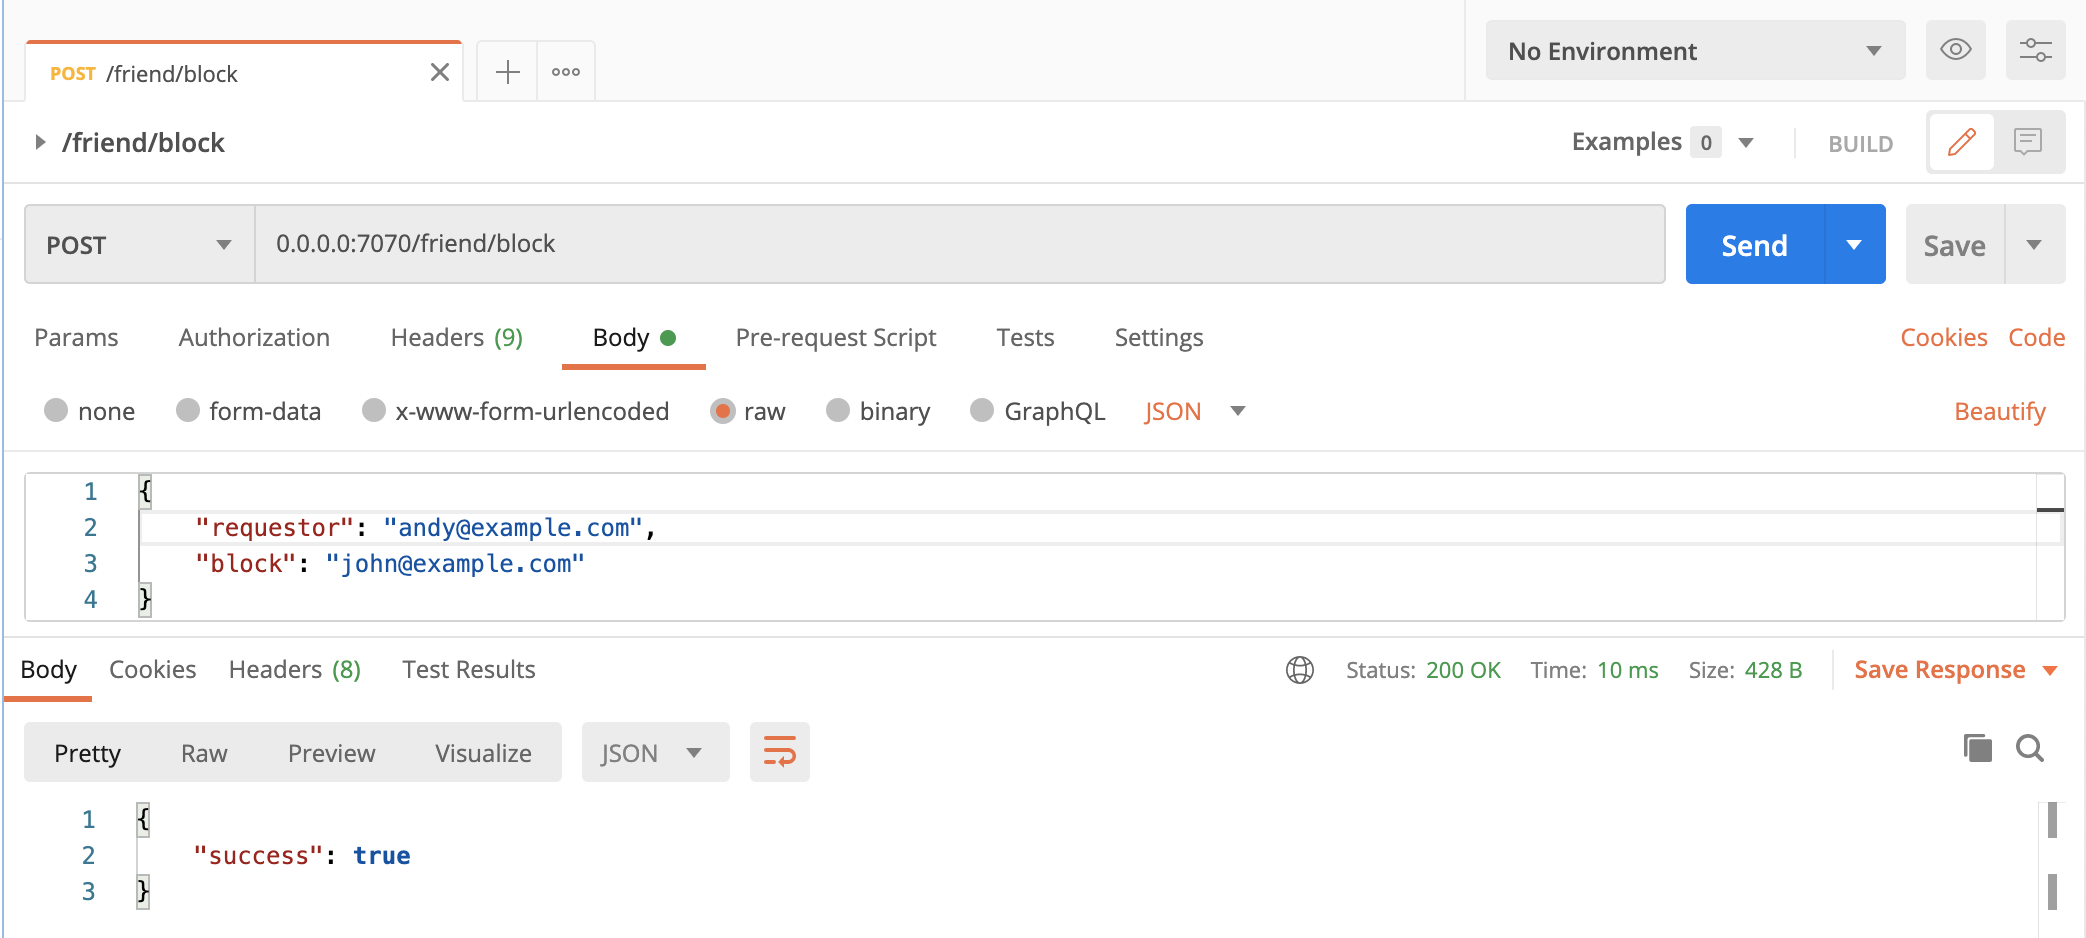 POST /friend/block
No Environment
/friend/block
Examples 0 BUILD
POST 0.0.0.0:7070/friend/block Send Save
Params Authorization Headers (9) Body Pre-request Script Tests Settings Cookies Code
none form-data x-www-form-urlencoded raw binary GraphQL JSON Beautify
1 {
2 "requestor": "andy@example.com",
3 "block": "john@example.com"
4 }
Body Cookies Headers (8) Test Results Status: 200 OK Time: 10 ms Size: 428 B Save Response
Pretty Raw Preview Visualize JSON
1 {
2 "success": true
3 }